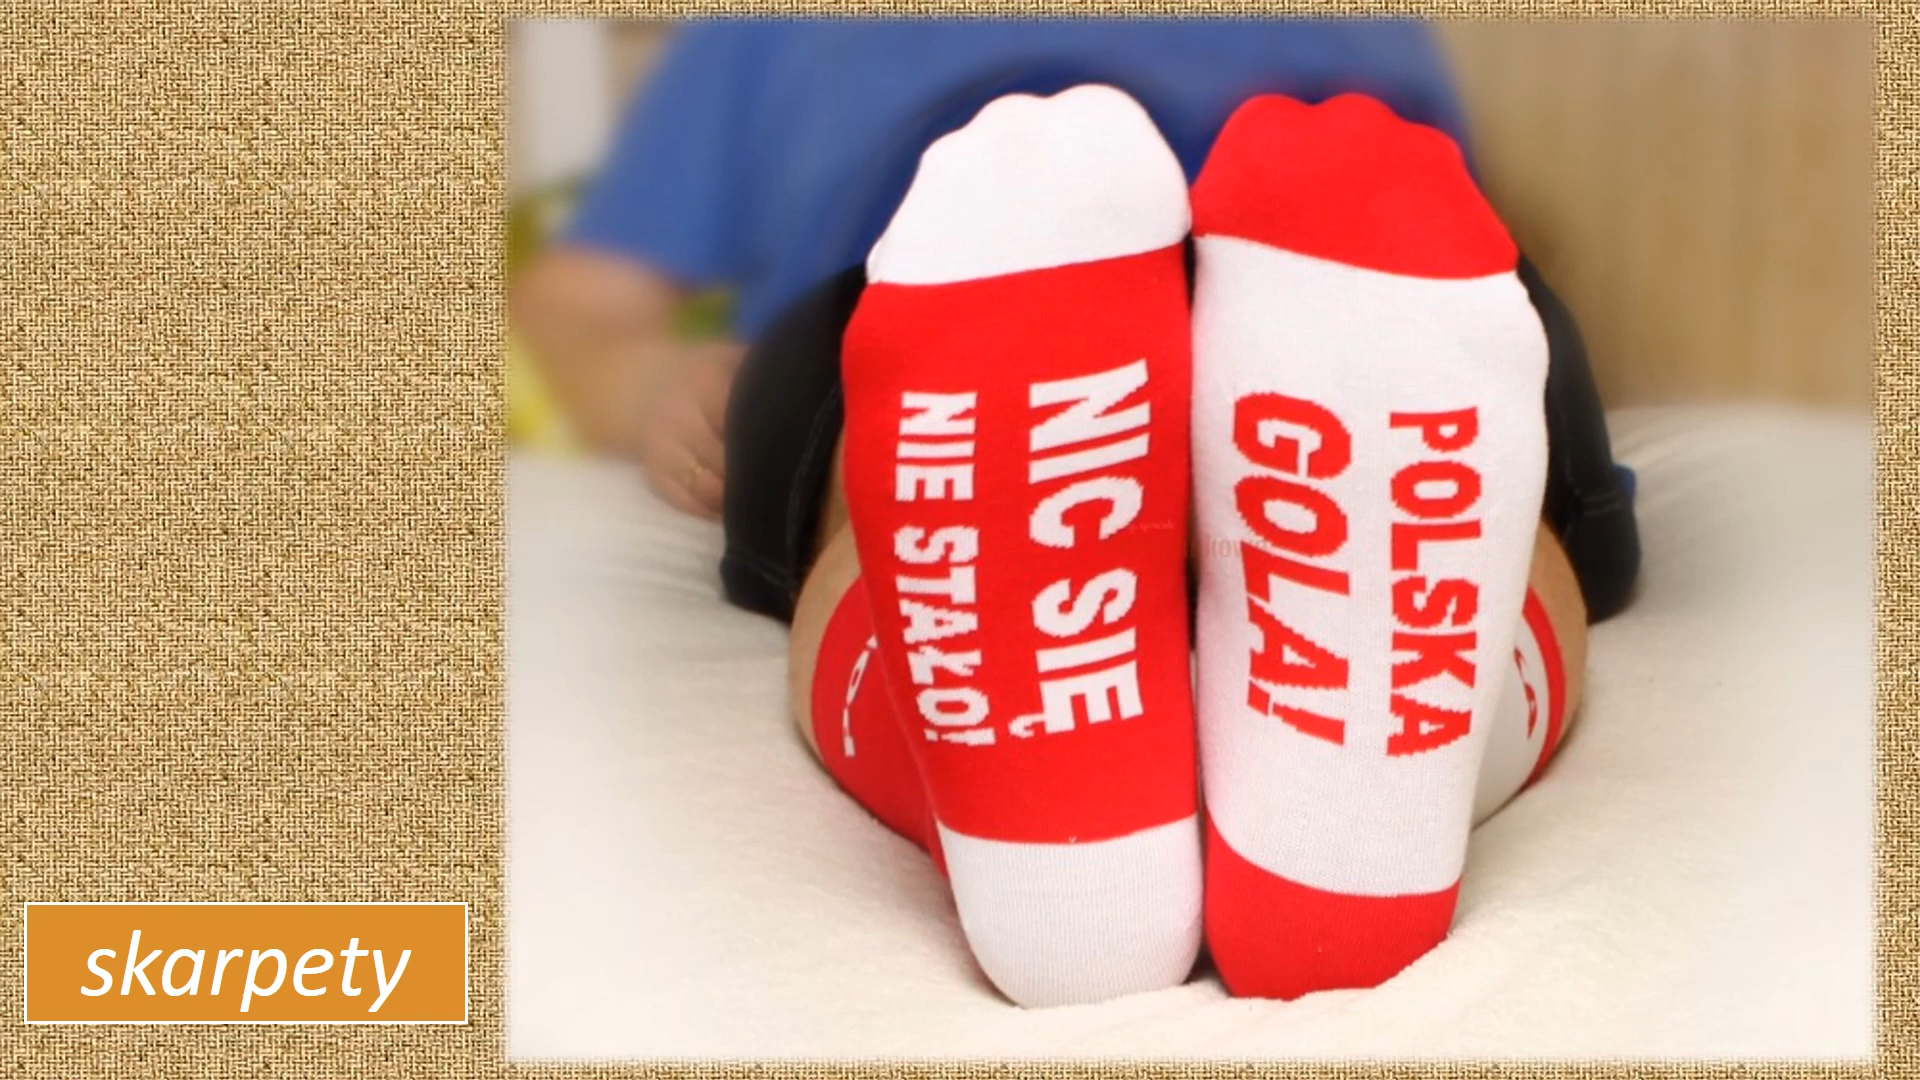 NIC SIĘ
NIE STAŁO!
POLSKA
GOLA!
skarpety